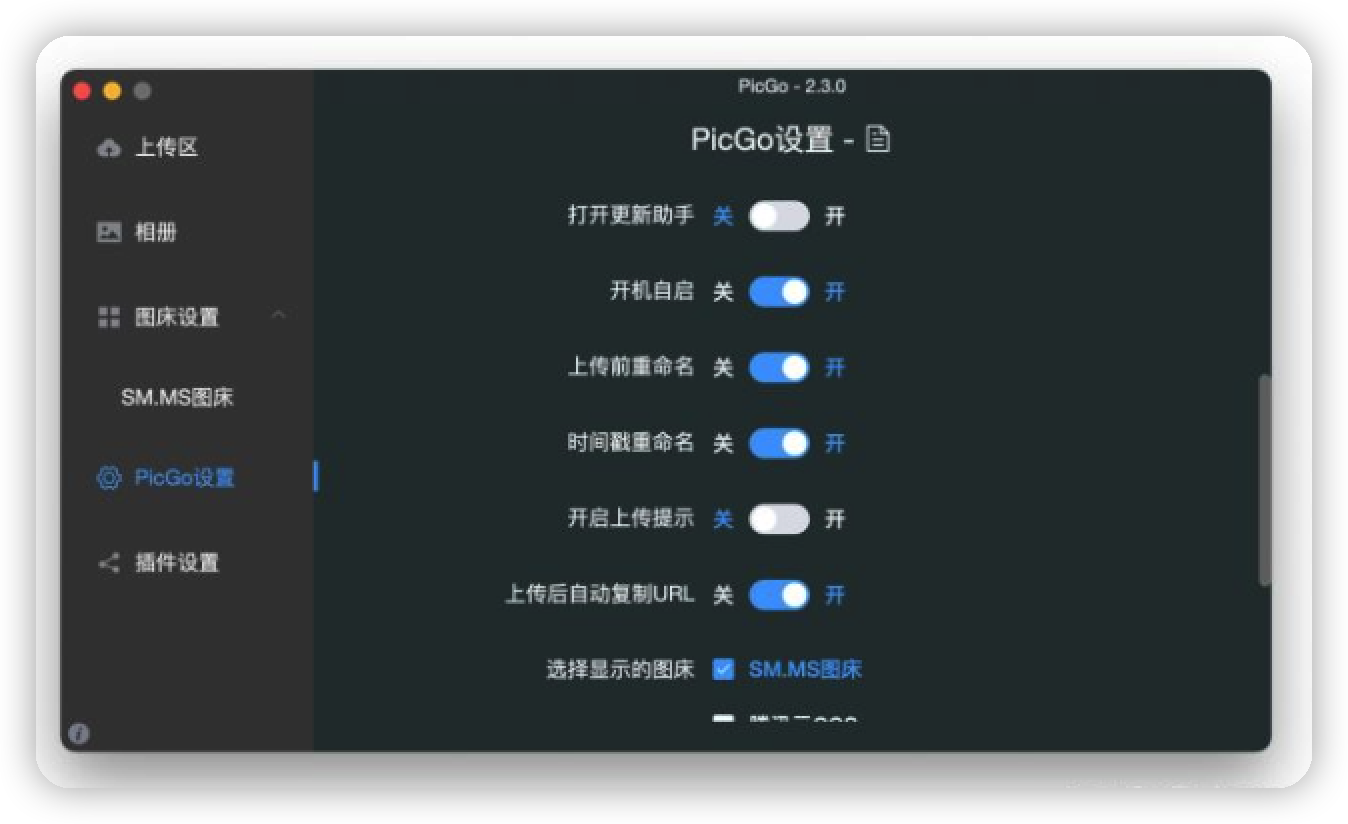 PicGo - 2.3.0
上传区
相册
图床设置
SM.MS图床
PicGo设置
插件设置
PicGo设置 -
打开更新助手 关 开
开机自启 关 开
上传前重命名 关 开
时间戳重命名 关 开
开启上传提示 关 开
上传后自动复制URL 关 开
选择显示的图床 SM.MS图床